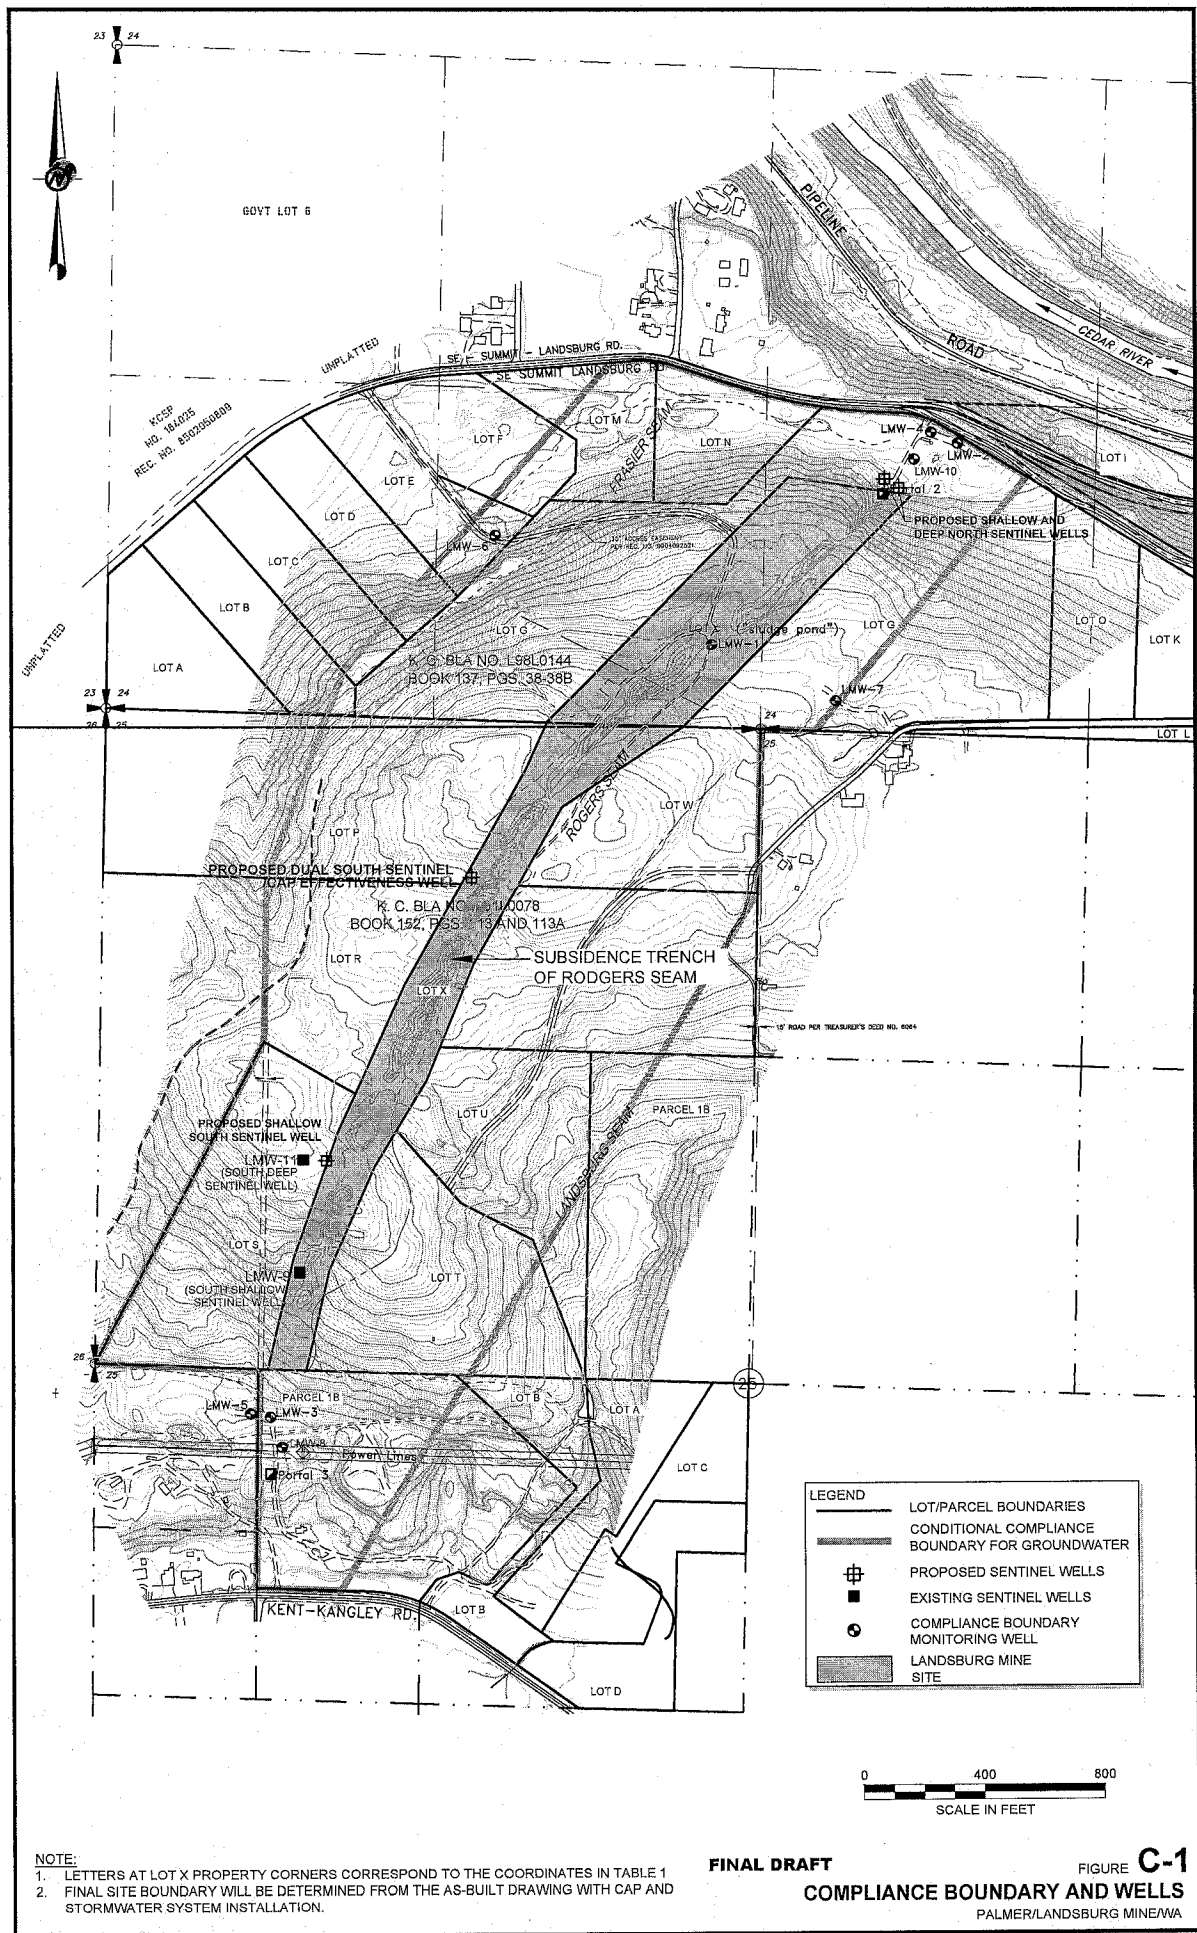 23 24
N
GOVT LOT 6
PIPELINE
ROAD
CEDAR RIVER
UNPLATTED
SE - SUMMIT - LANDSBURG RD.
SE SUMMIT LANDSBURG RD
KCSP
NO. 184025
REC. NO. 8502050809
LOT F
LOT M
FRASIER SEAM
LOT N
LMW-4
LMW-2
LOT I
LMW-10
LOT E
PROPOSED SHALLOW AND
DEEP NORTH SENTINEL WELLS
LOT D
LMW-6
LOT C
LOT B
LOT G
LOT G
LOT O
LOT K
("sludge pond")
LMW-1
UNPLATTED
LOT A
K. C. BLA NO. L98L0144
BOOK 137, PGS. 38-38B
LMW-7
23 24
26 25
24
25
LOT L
ROGERS SEAM
LOT W
LOT P
PROPOSED DUAL SOUTH SENTINEL
/CAP EFFECTIVENESS WELL
K. C. BLA
BOOK 152, PGS. 113 AND 113A
LOT R
SUBSIDENCE TRENCH
OF RODGERS SEAM
LOT X
15' ROAD PER TREASURER'S DEED NO. 6064
LOT U
PARCEL 1B
LANDSBURG SEAM
PROPOSED SHALLOW
SOUTH SENTINEL WELL
LMW-11
(SOUTH DEEP
SENTINEL WELL)
LOT S
LOT T
LMW-9
(SOUTH SHALLOW
SENTINEL WELL)
26
25
25
PARCEL 1B
LOT B
LOT A
LMW-5
LMW-3
LMW-8
Power Lines
Portal 3
LOT C
KENT-KANGLEY RD.
LOT B
LOT D
LEGEND
LOT/PARCEL BOUNDARIES
CONDITIONAL COMPLIANCE
BOUNDARY FOR GROUNDWATER
PROPOSED SENTINEL WELLS
EXISTING SENTINEL WELLS
COMPLIANCE BOUNDARY
MONITORING WELL
LANDSBURG MINE
SITE
0 400 800
SCALE IN FEET
NOTE:
1. LETTERS AT LOT X PROPERTY CORNERS CORRESPOND TO THE COORDINATES IN TABLE 1
2. FINAL SITE BOUNDARY WILL BE DETERMINED FROM THE AS-BUILT DRAWING WITH CAP AND
STORMWATER SYSTEM INSTALLATION.
FINAL DRAFT
FIGURE C-1
COMPLIANCE BOUNDARY AND WELLS
PALMER/LANDSBURG MINE/WA